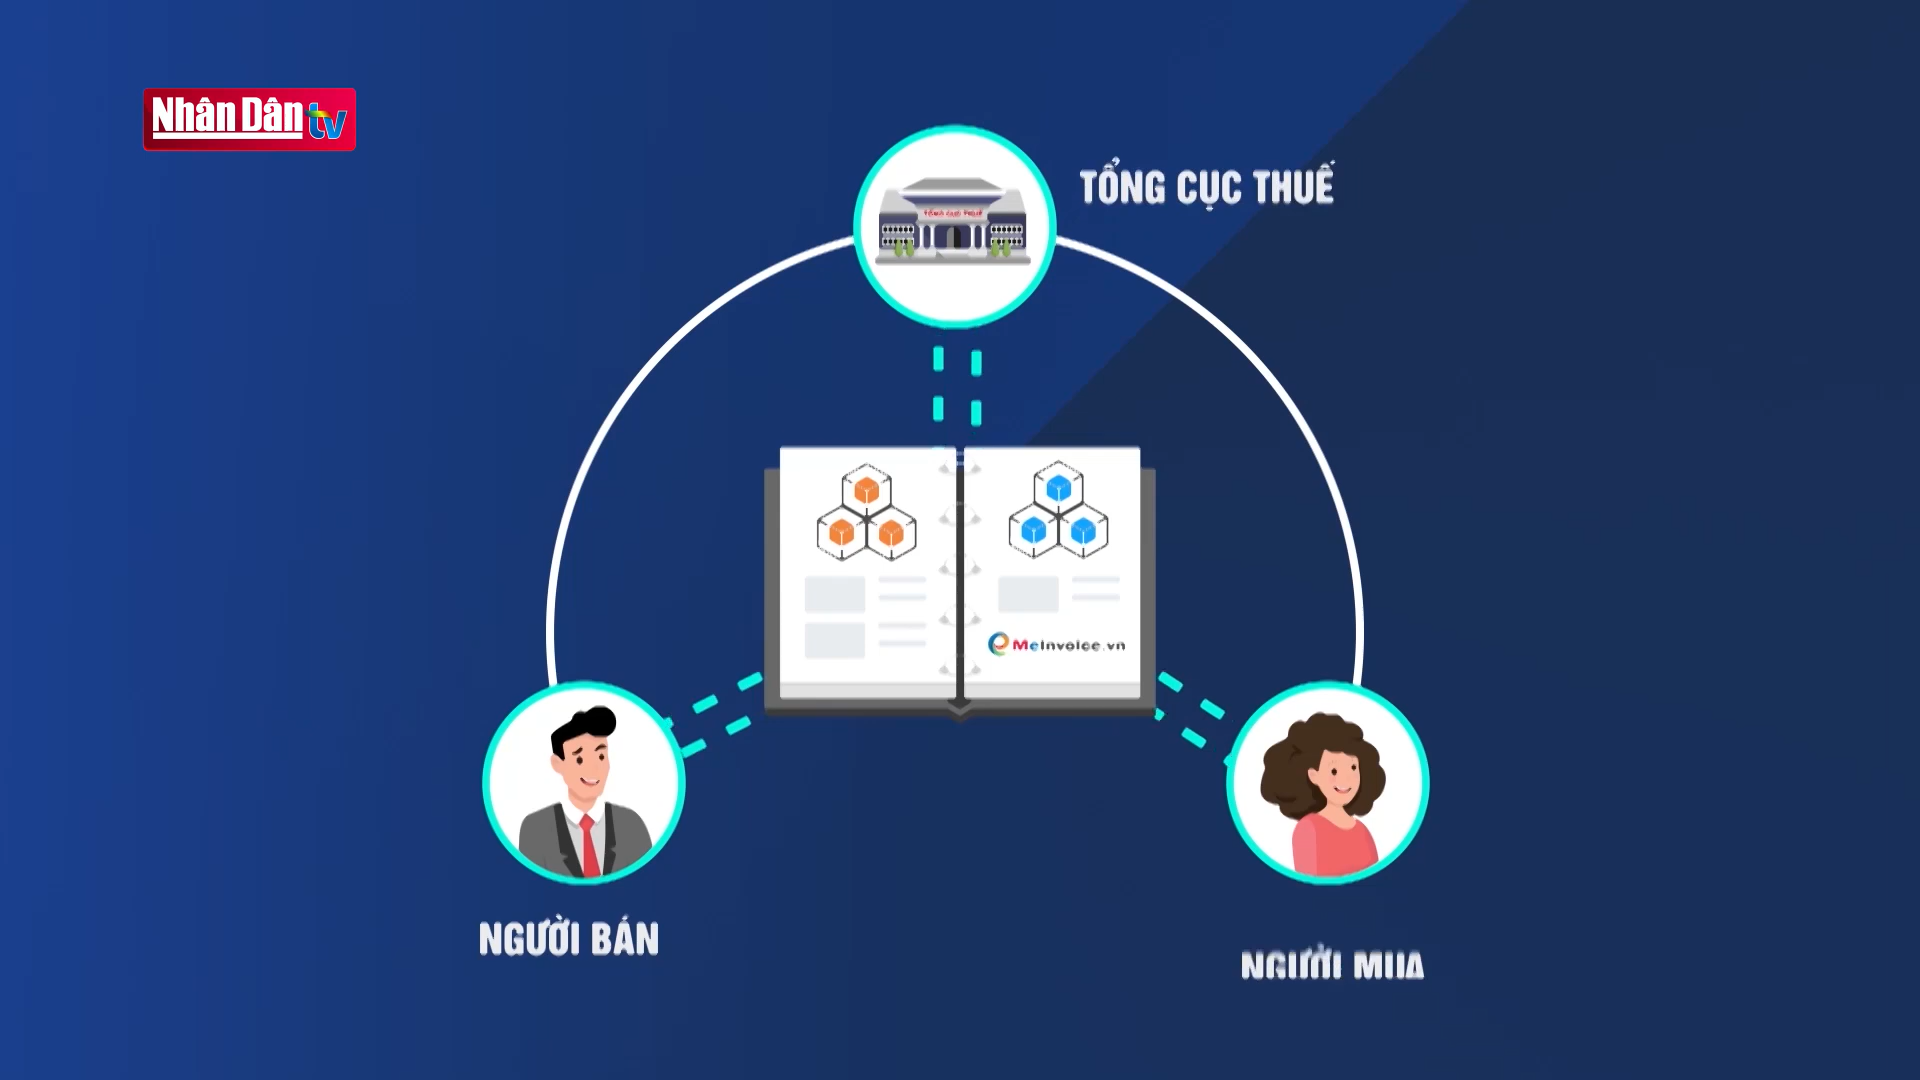 Nhân Dân tv
TỔNG CỤC THUẾ
MeInvoice.vn
NGƯỜI BÁN
NGƯỜI MUA